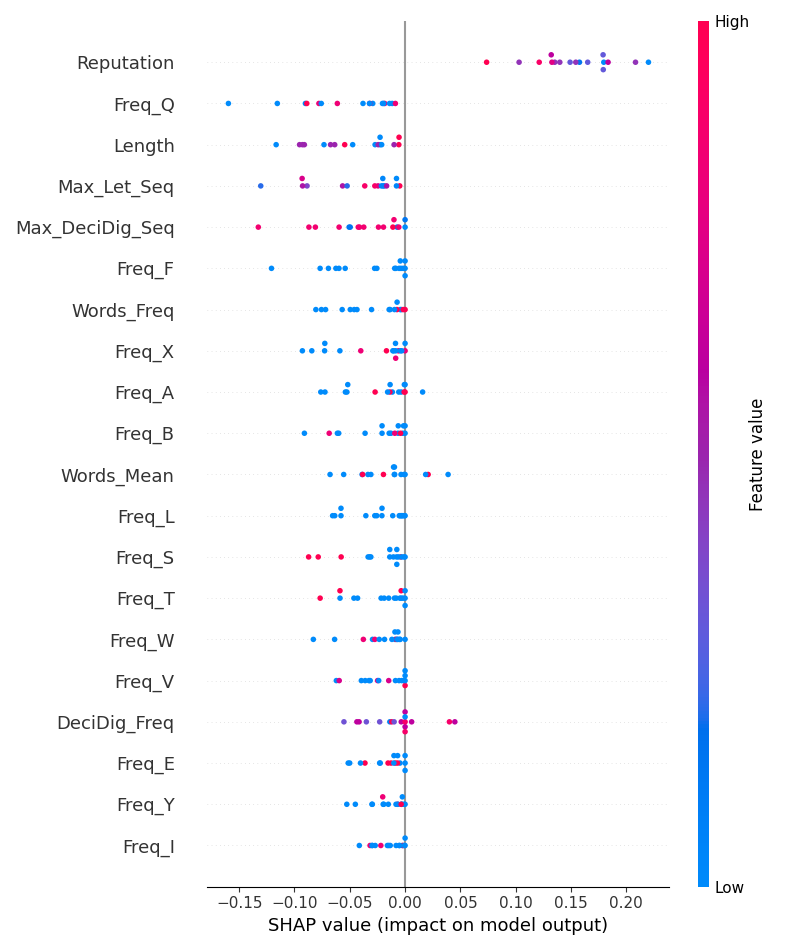 High
Reputation
Freq_Q
Length
Max_Let_Seq
Max_DeciDig_Seq
Freq_F
Words_Freq
Freq_X
Freq_A
Freq_B
Words_Mean
Freq_L
Freq_S
Freq_T
Freq_W
Freq_V
DeciDig_Freq
Freq_E
Freq_Y
Freq_I
Feature value
Low
−0.15 −0.10 −0.05 0.00 0.05 0.10 0.15 0.20
SHAP value (impact on model output)